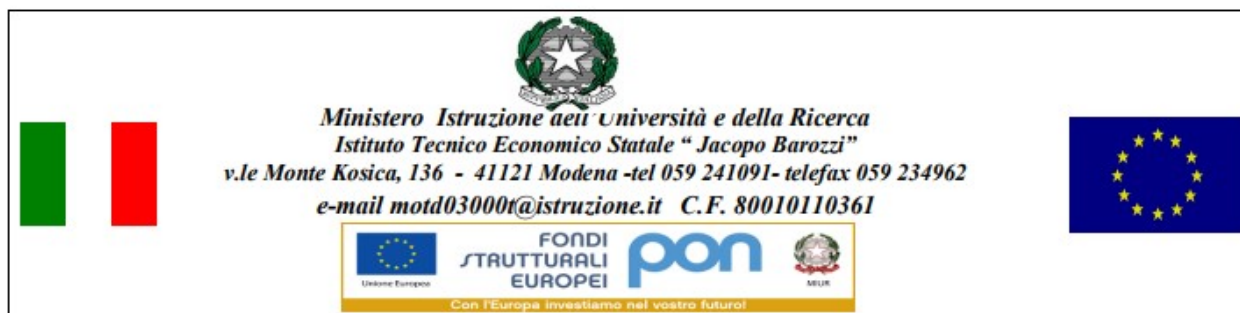 Ministero Istruzione dell'Università e della Ricerca
Istituto Tecnico Economico Statale “ Jacopo Barozzi”
v.le Monte Kosica, 136 - 41121 Modena -tel 059 241091- telefax 059 234962
e-mail motd03000t@istruzione.it C.F. 80010110361
FONDI
STRUTTURALI
EUROPEI
pon
Unione Europea
MIUR
Con l'Europa investiamo nel vostro futuro!